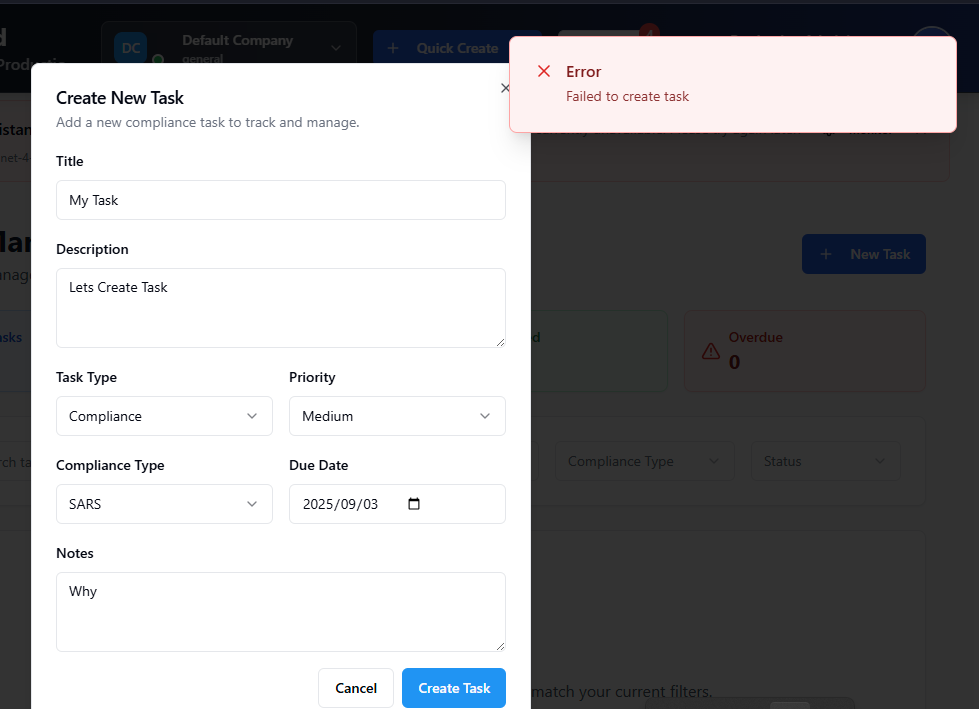 DC
Default Company
general
+ Quick Create
4
Error
Failed to create task
Create New Task
Add a new compliance task to track and manage.
Title
My Task
Description
Lets Create Task
Task Type
Priority
Compliance
Medium
Compliance Type
Due Date
SARS
2025/09/03
Notes
Why
Cancel
Create Task
+ New Task
Overdue
0
Compliance Type
Status
match your current filters.